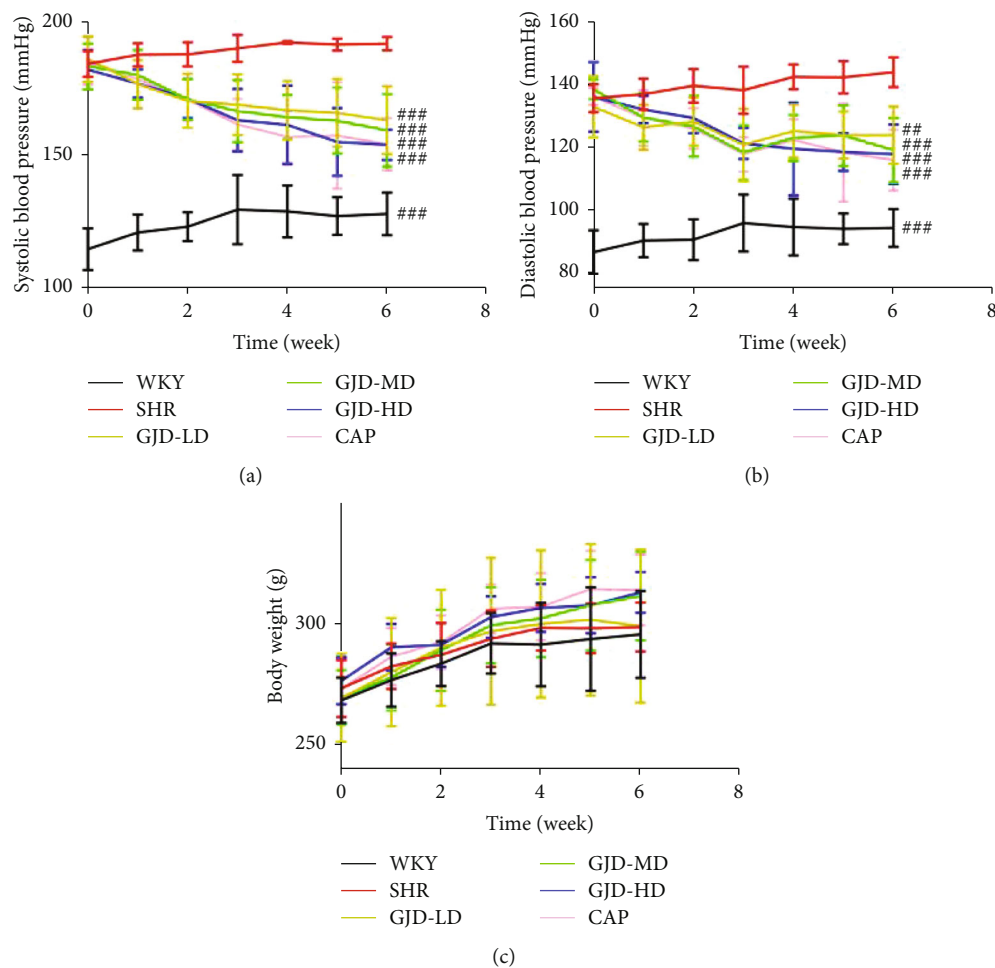 Systolic blood pressure (mmHg)
200
150
100
###
###
###
###
###
0 2 4 6 8
Time (week)
WKY GJD-MD
SHR GJD-HD
GJD-LD CAP
(a)
Diastolic blood pressure (mmHg)
160
140
120
100
80
##
###
###
###
###
0 2 4 6 8
Time (week)
WKY GJD-MD
SHR GJD-HD
GJD-LD CAP
(b)
Body weight (g)
300
250
0 2 4 6 8
Time (week)
WKY GJD-MD
SHR GJD-HD
GJD-LD CAP
(c)